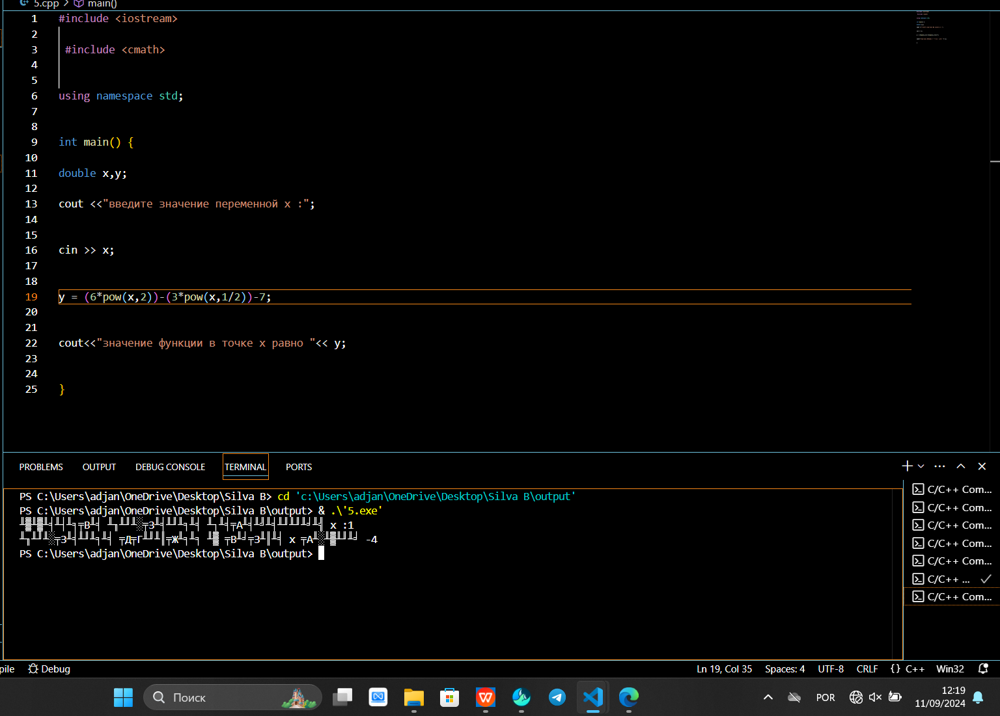 5.cpp > main()
1 #include <iostream>
2
3 #include <cmath>
4
5
6 using namespace std;
7
8
9 int main() {
10
11 double x,y;
12
13 cout <<"введите значение переменной x :";
14
15
16 cin >> x;
17
18
19 y = (6*pow(x,2))-(3*pow(x,1/2))-7;
20
21
22 cout<<"значение функции в точке x равно "<< y;
23
24
25 }
PROBLEMS OUTPUT DEBUG CONSOLE TERMINAL PORTS
PS C:\Users\adjan\OneDrive\Desktop\Silva B> cd 'c:\Users\adjan\OneDrive\Desktop\Silva B\output'
PS C:\Users\adjan\OneDrive\Desktop\Silva B\output> & .\'5.exe'
x :1
x
-4
PS C:\Users\adjan\OneDrive\Desktop\Silva B\output>
C/C++ Com...
C/C++ Com...
C/C++ Com...
C/C++ Com...
C/C++ Com...
C/C++ ...
C/C++ Com...
pile Debug
Ln 19, Col 35 Spaces: 4 UTF-8 CRLF {} C++ Win32
Поиск
POR
12:19
11/09/2024